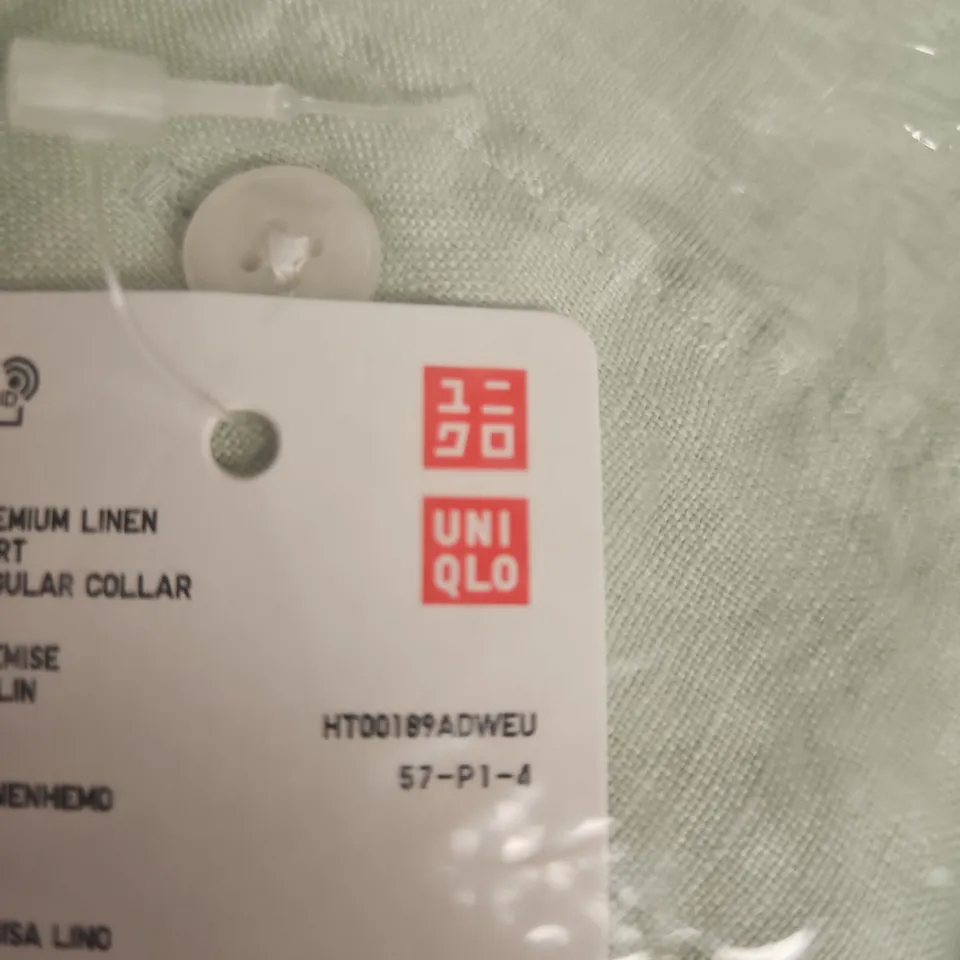 ID
EMIUM LINEN
RT
GULAR COLLAR
EMISE
LIN
NENHEMD
ISA LINO
ユニ
クロ
UNI
QLO
HT00189ADWEU
57-P1-4